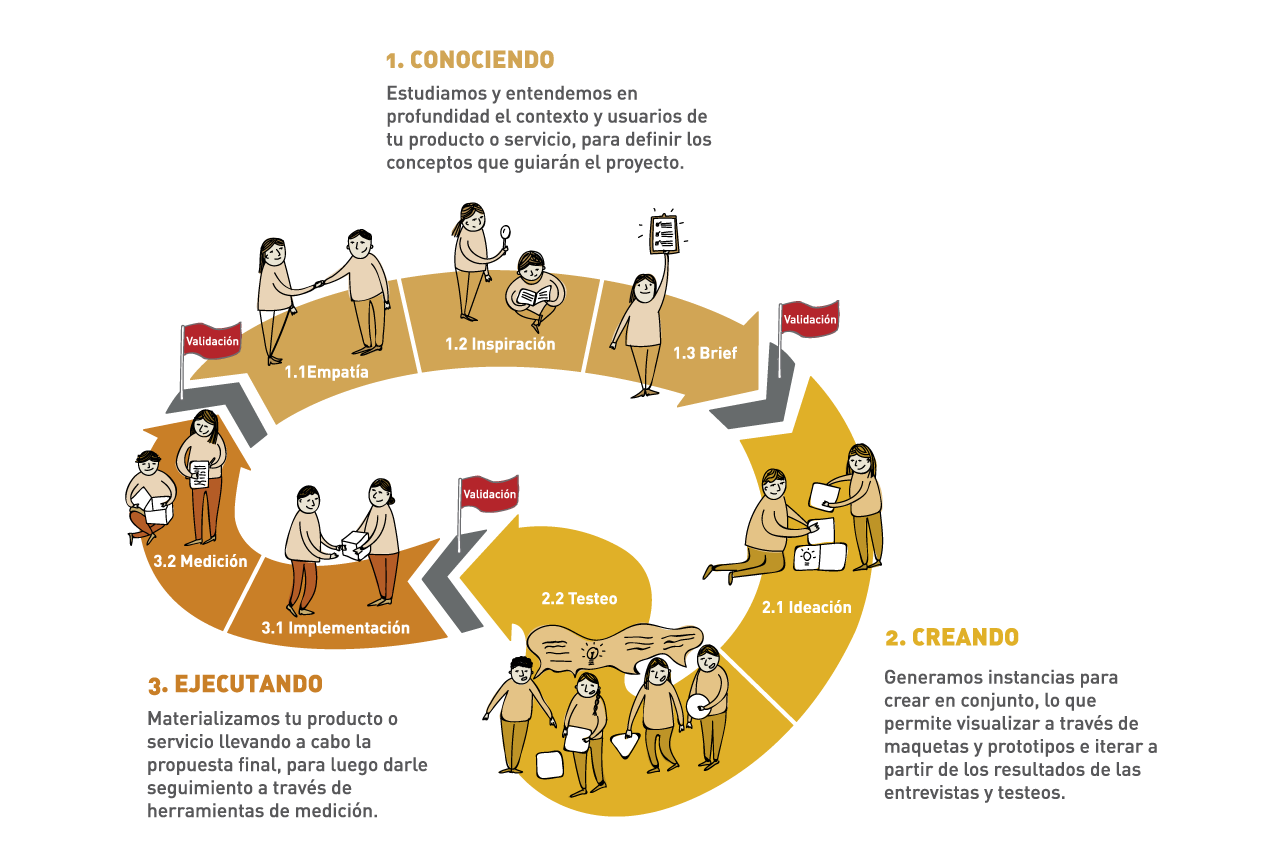 1. CONOCIENDO
Estudiamos y entendemos en
profundidad el contexto y usuarios de
tu producto o servicio, para definir los
conceptos que guiarán el proyecto.
Validación
1.1Empatía
1.2 Inspiración
1.3 Brief
Validación
2.1 Ideación
2. CREANDO
Generamos instancias para
crear en conjunto, lo que
permite visualizar a través de
maquetas y prototipos e iterar a
partir de los resultados de las
entrevistas y testeos.
2.2 Testeo
Validación
3.1 Implementación
3.2 Medición
3. EJECUTANDO
Materializamos tu producto o
servicio llevando a cabo la
propuesta final, para luego darle
seguimiento a través de
herramientas de medición.